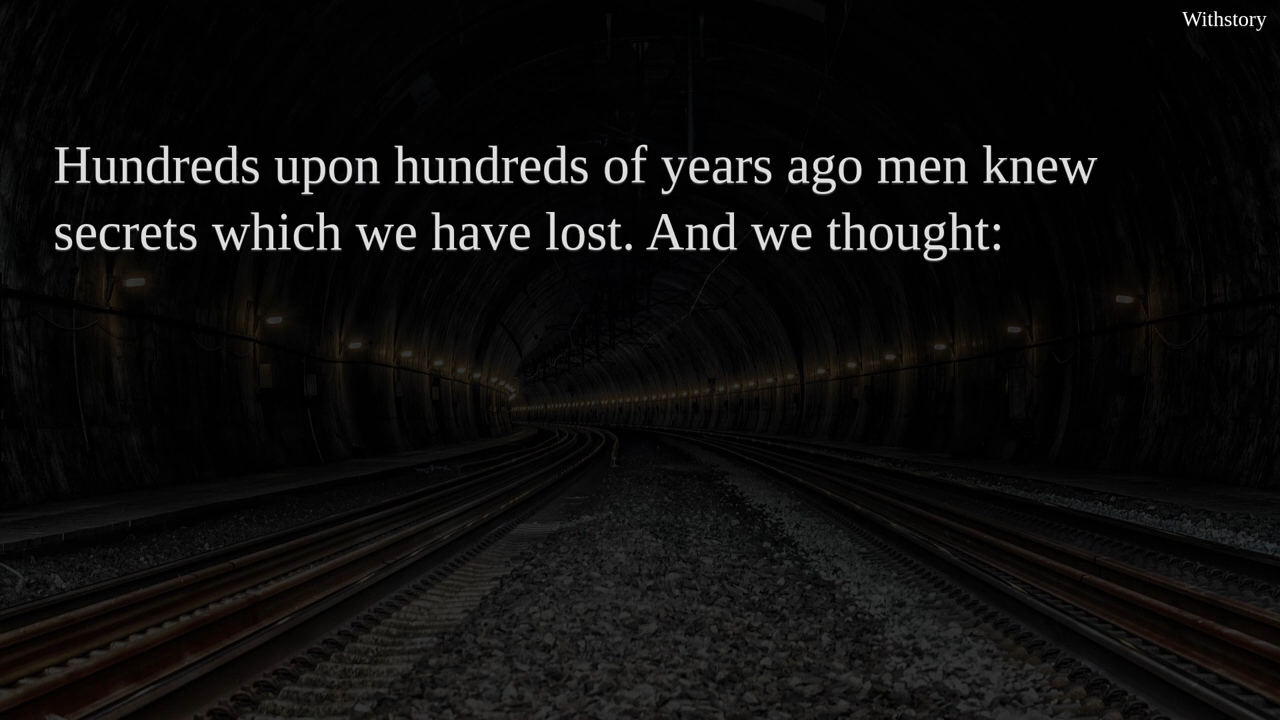 Withstory
Hundreds upon hundreds of years ago men knew
secrets which we have lost. And we thought: